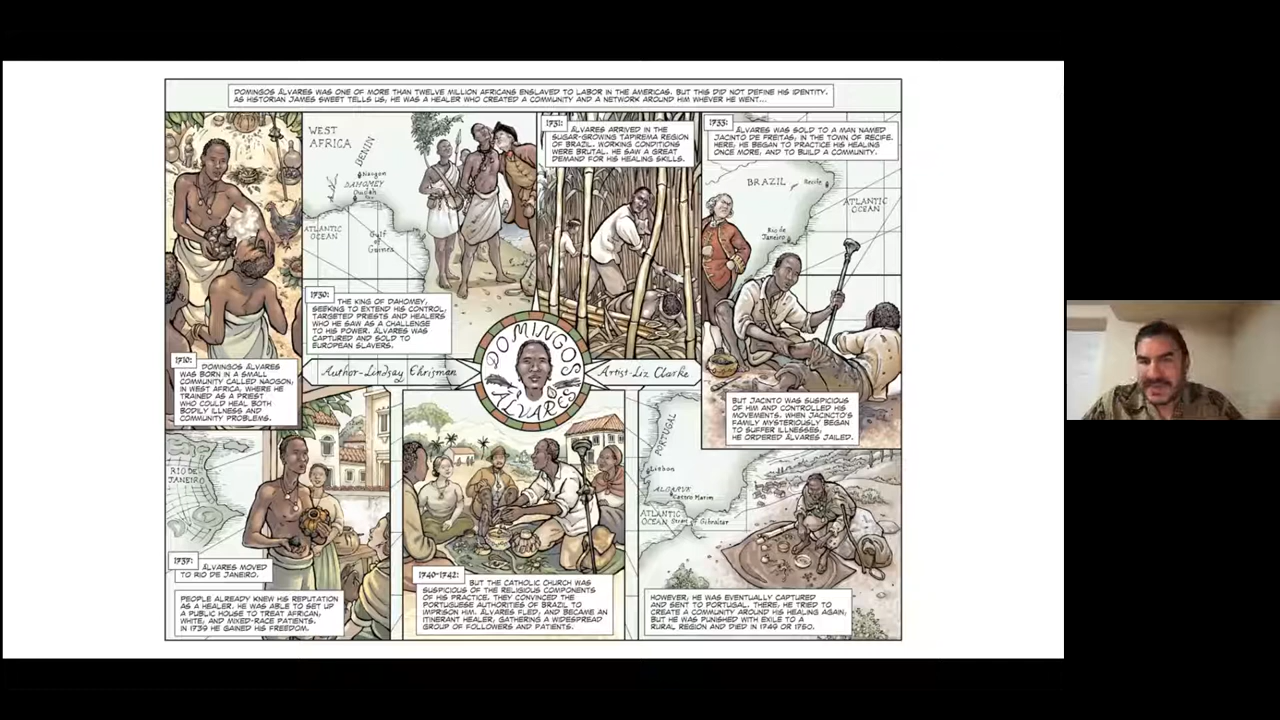 DOMINGOS ÁLVARES WAS ONE OF MORE THAN TWELVE MILLION AFRICANS ENSLAVED TO LABOR IN THE AMERICAS. BUT THIS DID NOT DEFINE HIS IDENTITY.
AS HISTORIAN JAMES SWEET TELLS US, HE WAS A HEALER WHO CREATED A COMMUNITY AND A NETWORK AROUND HIM WHEVER HE WENT...
1710:
DOMINGOS ÁLVARES
WAS BORN IN A SMALL
COMMUNITY CALLED NAOGON,
IN WEST AFRICA, WHERE HE
TRAINED AS A PRIEST
WHO COULD HEAL BOTH
BODILY ILLNESS AND
COMMUNITY PROBLEMS.
WEST
AFRICA
BENIN
Naogon
DAHOMEY
Ouidah
ATLANTIC
OCEAN
Gulf
of
Guinea
1730:
THE KING OF DAHOMEY,
SEEKING TO EXTEND HIS CONTROL,
TARGETED PRIESTS AND HEALERS
WHO HE SAW AS A CHALLENGE
TO HIS POWER. ÁLVARES WAS
CAPTURED AND SOLD TO
EUROPEAN SLAVERS.
1731:
ÁLVARES ARRIVED IN THE
SUGAR-GROWING TAPIREMA REGION
OF BRAZIL. WORKING CONDITIONS
WERE BRUTAL. HE SAW A GREAT
DEMAND FOR HIS HEALING SKILLS.
1733:
ÁLVARES WAS SOLD TO A MAN NAMED
JACINTO DE FREITAS, IN THE TOWN OF RECIFE.
HERE, HE BEGAN TO PRACTICE HIS HEALING
ONCE MORE, AND TO BUILD A COMMUNITY.
BRAZIL
Recife
ATLANTIC
OCEAN
Rio de
Janeiro
BUT JACINTO WAS SUSPICIOUS
OF HIM AND CONTROLLED HIS
MOVEMENTS. WHEN JACINCTO'S
FAMILY MYSTERIOUSLY BEGAN
TO SUFFER ILLNESSES,
HE ORDERED ÁLVARES JAILED.
Author-Lindsay Ehrisman
DOMINGOS
ÁLVARES
Artist-Liz Clarke
RIO DE
JANEIRO
1737:
ÁLVARES MOVED
TO RIO DE JANEIRO.
PEOPLE ALREADY KNEW HIS REPUTATION
AS A HEALER. HE WAS ABLE TO SET UP
A PUBLIC HOUSE TO TREAT AFRICAN,
WHITE, AND MIXED-RACE PATIENTS.
IN 1739 HE GAINED HIS FREEDOM.
1740-1742:
BUT THE CATHOLIC CHURCH WAS
SUSPICIOUS OF THE RELIGIOUS COMPONENTS
OF HIS PRACTICE. THEY CONVINCED THE
PORTUGUESE AUTHORITIES OF BRAZIL TO
IMPRISON HIM. ÁLVARES FLED, AND BECAME AN
ITINERANT HEALER, GATHERING A WIDESPREAD
GROUP OF FOLLOWERS AND PATIENTS.
PORTUGAL
Lisbon
ALGARVE
Castro Marim
ATLANTIC
OCEAN
Strait of Gibraltar
HOWEVER, HE WAS EVENTUALLY CAPTURED
AND SENT TO PORTUGAL. THERE, HE TRIED TO
CREATE A COMMUNITY AROUND HIS HEALING AGAIN,
BUT HE WAS PUNISHED WITH EXILE TO A
RURAL REGION AND DIED IN 1749 OR 1750.